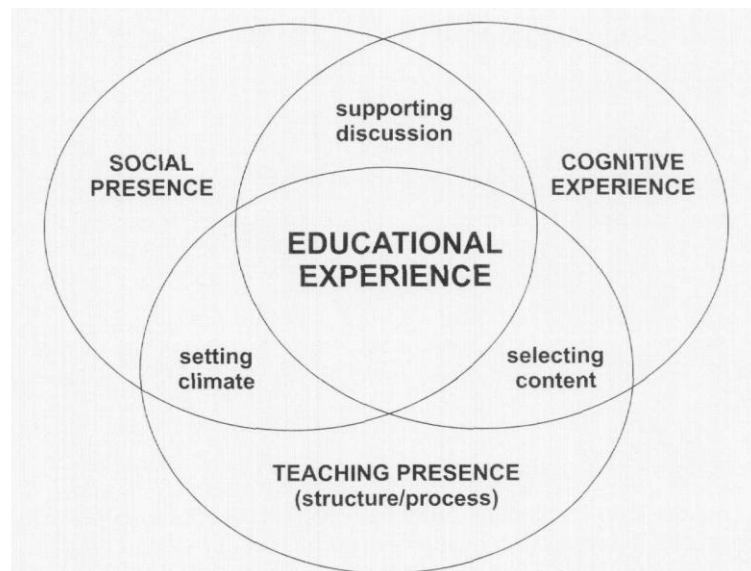 supporting
discussion
SOCIAL
PRESENCE
COGNITIVE
EXPERIENCE
EDUCATIONAL
EXPERIENCE
setting
climate
selecting
content
TEACHING PRESENCE
(structure/process)